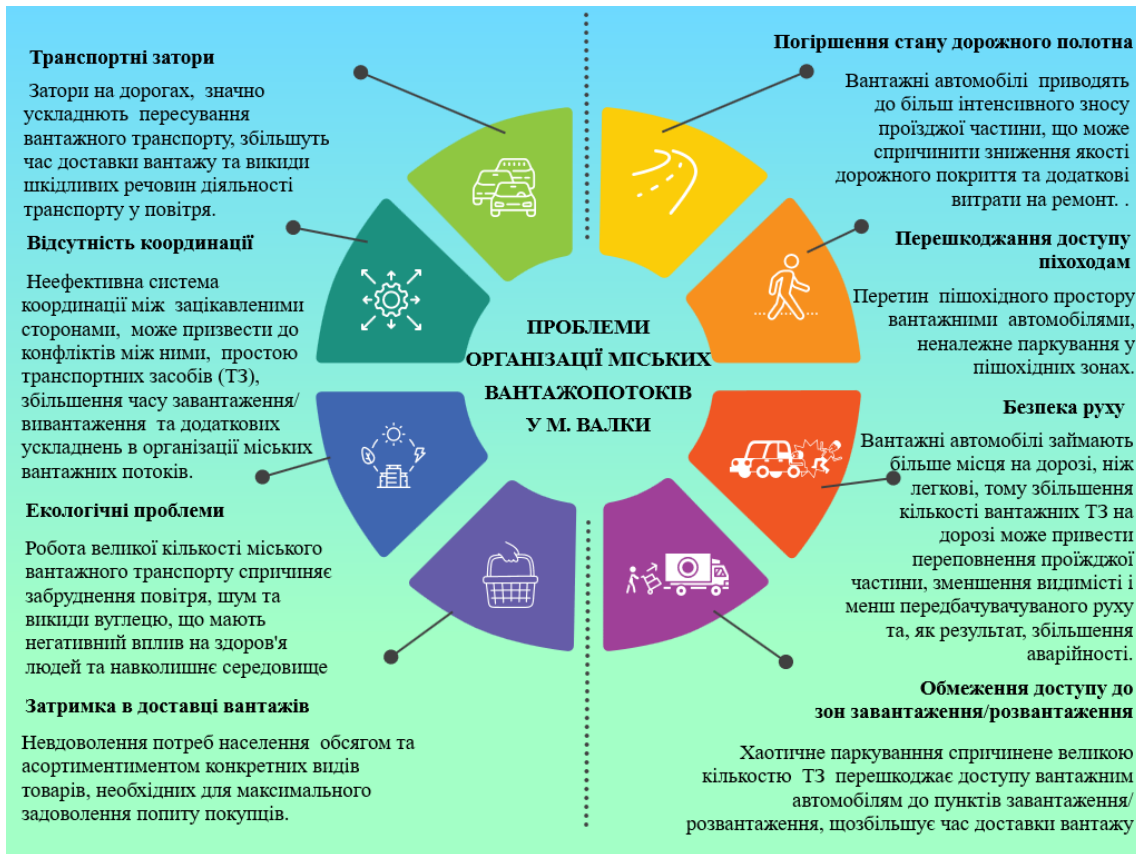 Транспортні затори
Затори на дорогах, значно
ускладнють пересування
вантажного транспорту, збільшуть
час доставки вантажу та викиди
шкідливих речовин діяльності
транспорту у повітря.
Відсутність координації
Неефективна система
координації між зацікавленими
сторонами, може призвести до
конфліктів між ними, простою
транспортних засобів (ТЗ),
збільшення часу завантаження/
вивантаження та додаткових
ускладнень в організації міських
вантажних потоків.
Екологічні проблеми
Робота великої кількості міського
вантажного транспорту спричиняє
забруднення повітря, шум та
викиди вуглецю, що мають
негативний вплив на здоров'я
людей та навколишнє середовище
Затримка в доставці вантажів
Невдоволення потреб населення обсягом та
асортиментимом конкретних видів
товарів, необхідних для максимального
задоволення попиту покупців.
ПРОБЛЕМИ
ОРГАНІЗАЦІЇ МІСЬКИХ
ВАНТАЖОПОТОКІВ
У М. ВАЛКИ
Погіршення стану дорожного полотна
Вантажні автомобілі приводять
до більш інтенсивного зносу
проїзджої частини, що може
спричинити зниження якості
дорожного покриття та додаткові
витрати на ремонт. .
Перешкоджання доступу
піхоходам
Перетин пішохідного простору
вантажними автомобілями,
неналежне паркування у
пішохідних зонах.
Безпека руху
Вантажні автомобілі займають
більше місця на дорозі, ніж
легкові, тому збільшення
кількості вантажних ТЗ на
дорозі може привести
переповнення проїжджої
частини, зменшення видимісті і
менш передбачувачуваного руху
та, як результат, збільшення
аварійності.
Обмеження доступу до
зон завантаження/розвантаження
Хаотичне паркуванння спричинене великою
кількостю ТЗ перешкоджає доступу вантажним
автомобілям до пунктів завантаження/
розвантаження, щозбільшує час доставки вантажу